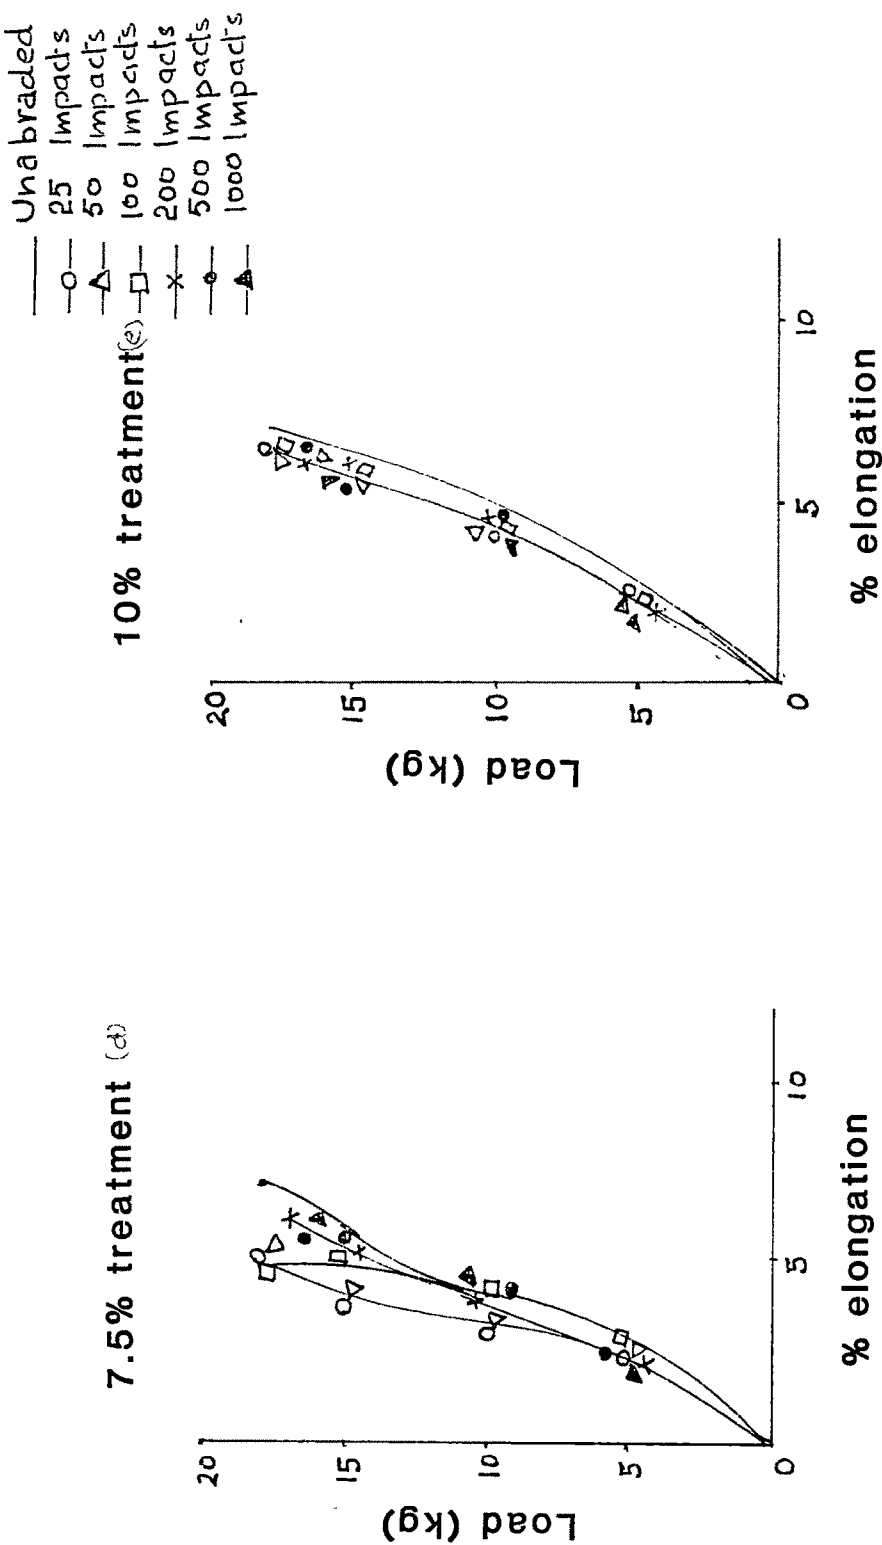 Unabraded
25 Impacts
50 Impacts
100 Impacts
200 Impacts
500 Impacts
1000 Impacts
7.5% treatment (d)
20
15
10
5
0
5
10
Load (kg)
% elongation
10% treatment (e)
20
15
10
5
0
5
10
Load (kg)
% elongation